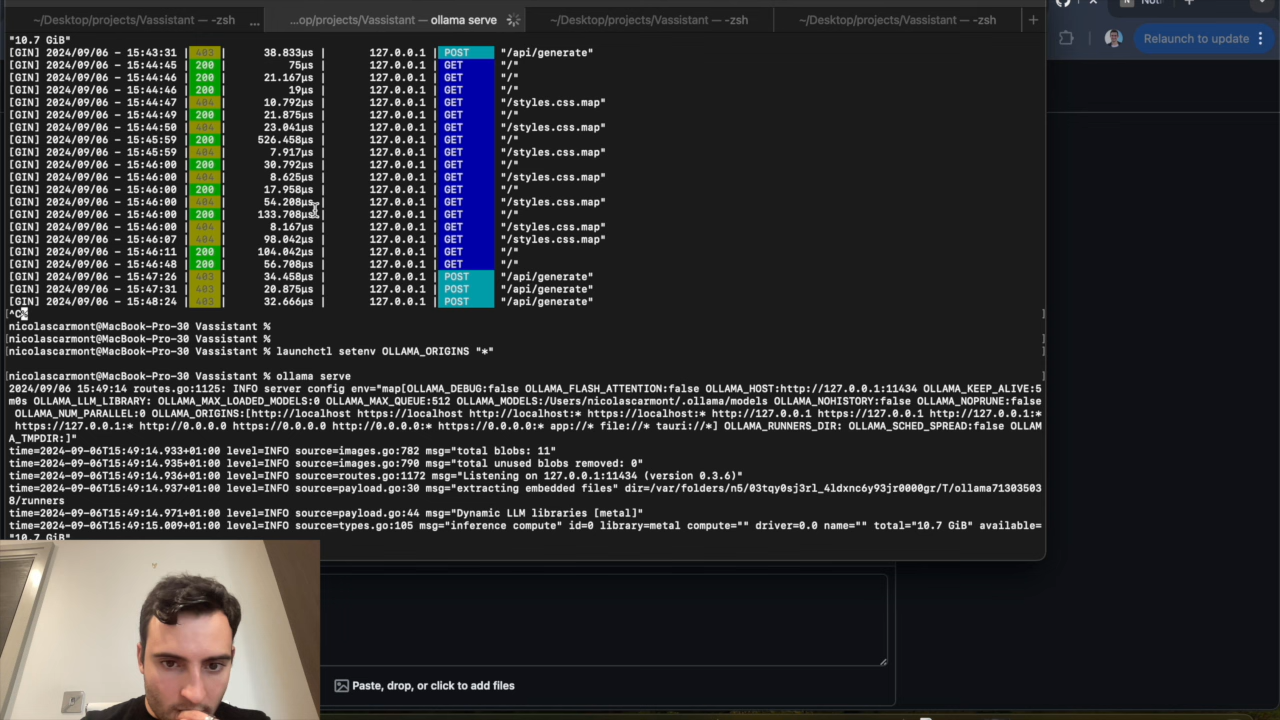 ~/Desktop/projects/Vassistant — -zsh ... ...op/projects/Vassistant — ollama serve ~/Desktop/projects/Vassistant — -zsh ~/Desktop/projects/Vassistant — -zsh +
Relaunch to update
"10.7 GiB"
[GIN] 2024/09/06 - 15:43:31 | 403 | 38.833µs | 127.0.0.1 | POST "/api/generate"
[GIN] 2024/09/06 - 15:44:45 | 200 | 75µs | 127.0.0.1 | GET "/"
[GIN] 2024/09/06 - 15:44:46 | 200 | 21.167µs | 127.0.0.1 | GET "/"
[GIN] 2024/09/06 - 15:44:46 | 200 | 19µs | 127.0.0.1 | GET "/"
[GIN] 2024/09/06 - 15:44:47 | 404 | 10.792µs | 127.0.0.1 | GET "/styles.css.map"
[GIN] 2024/09/06 - 15:44:49 | 200 | 21.875µs | 127.0.0.1 | GET "/"
[GIN] 2024/09/06 - 15:44:50 | 404 | 23.041µs | 127.0.0.1 | GET "/styles.css.map"
[GIN] 2024/09/06 - 15:45:59 | 200 | 526.458µs | 127.0.0.1 | GET "/"
[GIN] 2024/09/06 - 15:45:59 | 404 | 7.917µs | 127.0.0.1 | GET "/styles.css.map"
[GIN] 2024/09/06 - 15:46:00 | 200 | 30.792µs | 127.0.0.1 | GET "/"
[GIN] 2024/09/06 - 15:46:00 | 404 | 8.625µs | 127.0.0.1 | GET "/styles.css.map"
[GIN] 2024/09/06 - 15:46:00 | 200 | 17.958µs | 127.0.0.1 | GET "/"
[GIN] 2024/09/06 - 15:46:00 | 404 | 54.208µs | 127.0.0.1 | GET "/styles.css.map"
[GIN] 2024/09/06 - 15:46:00 | 200 | 133.708µs | 127.0.0.1 | GET "/"
[GIN] 2024/09/06 - 15:46:00 | 404 | 8.167µs | 127.0.0.1 | GET "/styles.css.map"
[GIN] 2024/09/06 - 15:46:07 | 404 | 98.042µs | 127.0.0.1 | GET "/styles.css.map"
[GIN] 2024/09/06 - 15:46:11 | 200 | 104.042µs | 127.0.0.1 | GET "/"
[GIN] 2024/09/06 - 15:46:48 | 200 | 56.708µs | 127.0.0.1 | GET "/"
[GIN] 2024/09/06 - 15:47:26 | 403 | 34.458µs | 127.0.0.1 | POST "/api/generate"
[GIN] 2024/09/06 - 15:47:31 | 403 | 20.875µs | 127.0.0.1 | POST "/api/generate"
[GIN] 2024/09/06 - 15:48:24 | 403 | 32.666µs | 127.0.0.1 | POST "/api/generate"
[^C% ]
nicolascarmont@MacBook-Pro-30 Vassistant %
nicolascarmont@MacBook-Pro-30 Vassistant % ]
nicolascarmont@MacBook-Pro-30 Vassistant % launchctl setenv OLLAMA_ORIGINS "*" ]
nicolascarmont@MacBook-Pro-30 Vassistant % ollama serve ]
2024/09/06 15:49:14 routes.go:1125: INFO server config env="map[OLLAMA_DEBUG:false OLLAMA_FLASH_ATTENTION:false OLLAMA_HOST:http://127.0.0.1:11434 OLLAMA_KEEP_ALIVE:5
m0s OLLAMA_LLM_LIBRARY: OLLAMA_MAX_LOADED_MODELS:0 OLLAMA_MAX_QUEUE:512 OLLAMA_MODELS:/Users/nicolascarmont/.ollama/models OLLAMA_NOHISTORY:false OLLAMA_NOPRUNE:false
OLLAMA_NUM_PARALLEL:0 OLLAMA_ORIGINS:[http://localhost https://localhost http://localhost:* https://localhost:* http://127.0.0.1 https://127.0.0.1 http://127.0.0.1:*
https://127.0.0.1:* http://0.0.0.0 https://0.0.0.0 http://0.0.0.0:* https://0.0.0.0:* app://* file://* tauri://*] OLLAMA_RUNNERS_DIR: OLLAMA_SCHED_SPREAD:false OLLAM
A_TMPDIR:]"
time=2024-09-06T15:49:14.933+01:00 level=INFO source=images.go:782 msg="total blobs: 11"
time=2024-09-06T15:49:14.935+01:00 level=INFO source=images.go:790 msg="total unused blobs removed: 0"
time=2024-09-06T15:49:14.936+01:00 level=INFO source=routes.go:1172 msg="Listening on 127.0.0.1:11434 (version 0.3.6)"
time=2024-09-06T15:49:14.937+01:00 level=INFO source=payload.go:30 msg="extracting embedded files" dir=/var/folders/n5/03tqy0sj3rl_4ldxnc6y93jr0000gr/T/ollama71303503
8/runners
time=2024-09-06T15:49:14.971+01:00 level=INFO source=payload.go:44 msg="Dynamic LLM libraries [metal]"
time=2024-09-06T15:49:15.009+01:00 level=INFO source=types.go:105 msg="inference compute" id=0 library=metal compute="" driver=0.0 name="" total="10.7 GiB" available=
"10.7 GiB"
Paste, drop, or click to add files